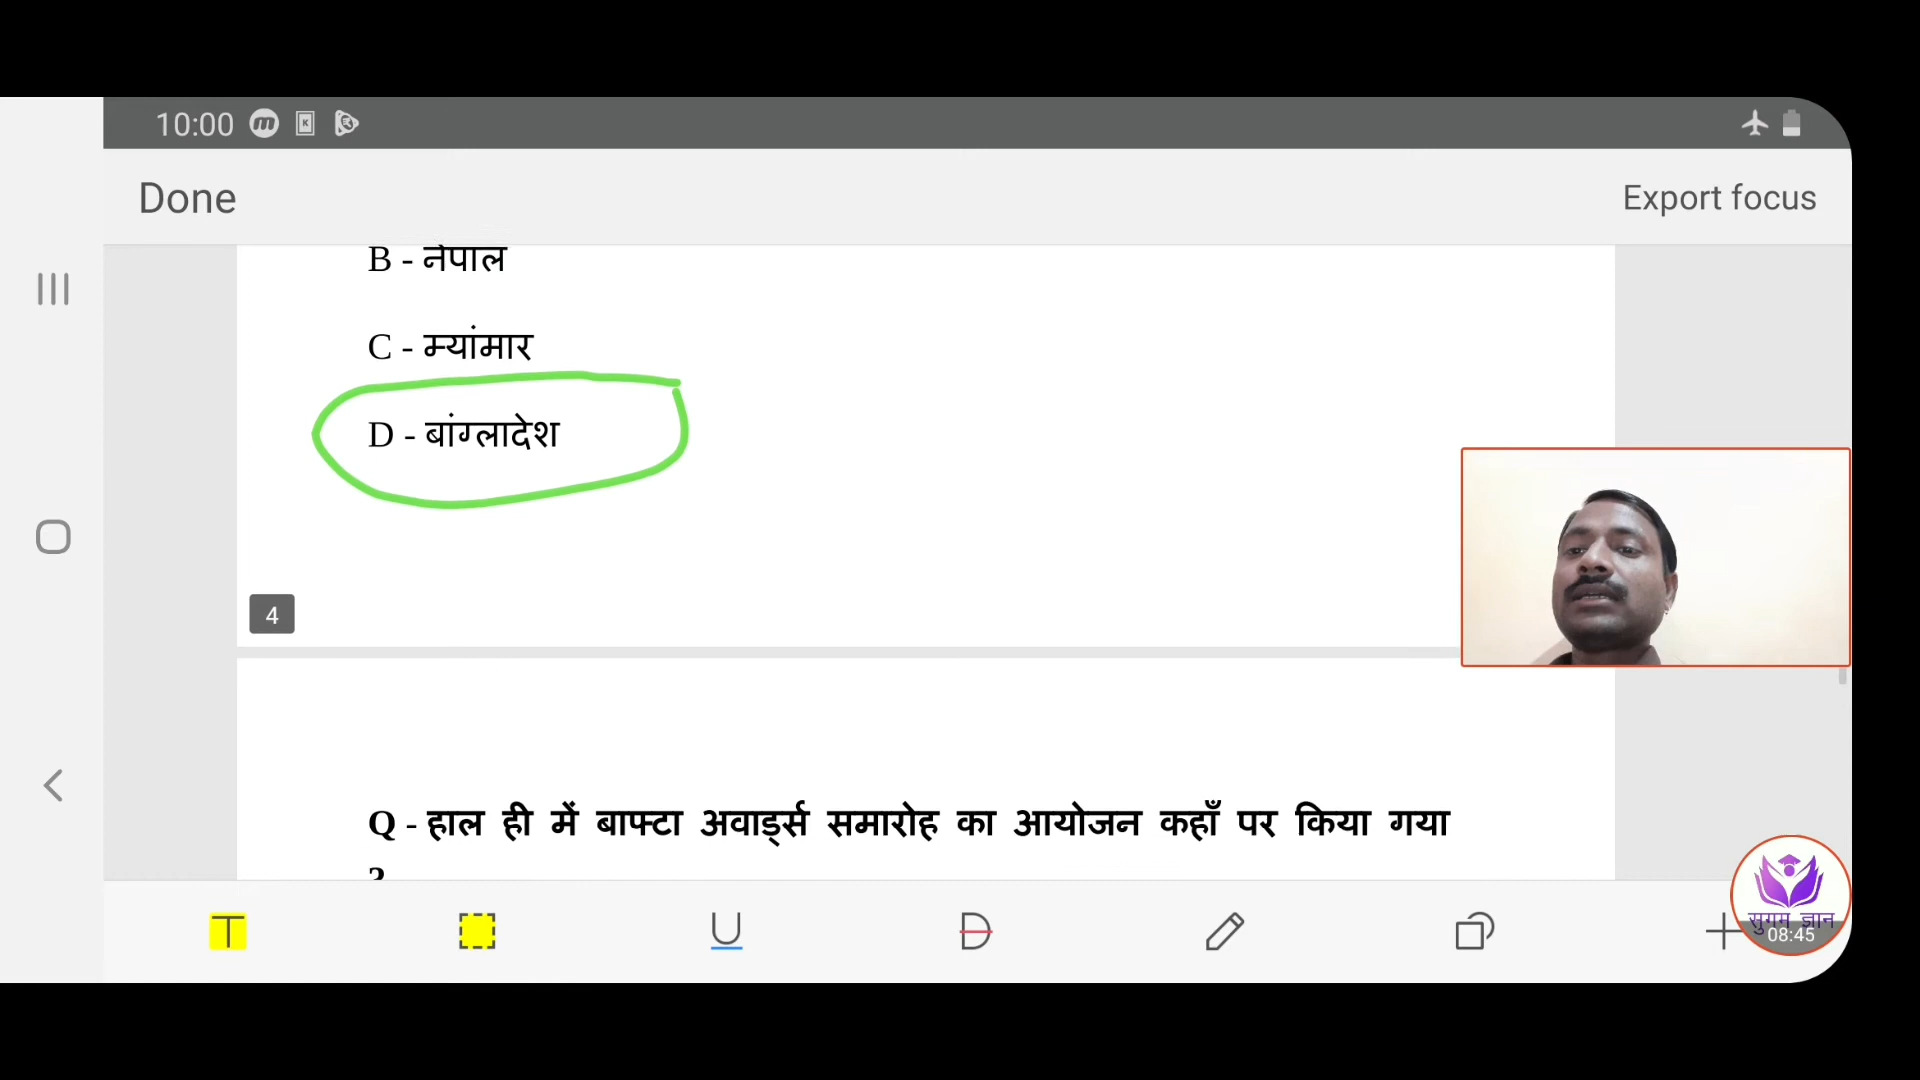 10:00
Done
Export focus
B - नेपाल
C - म्यांमार
D - बांग्लादेश
4
Q - हाल ही में बाफ्टा अवार्ड्स समारोह का आयोजन कहाँ पर किया गया
?
सुगम ज्ञान
08:45